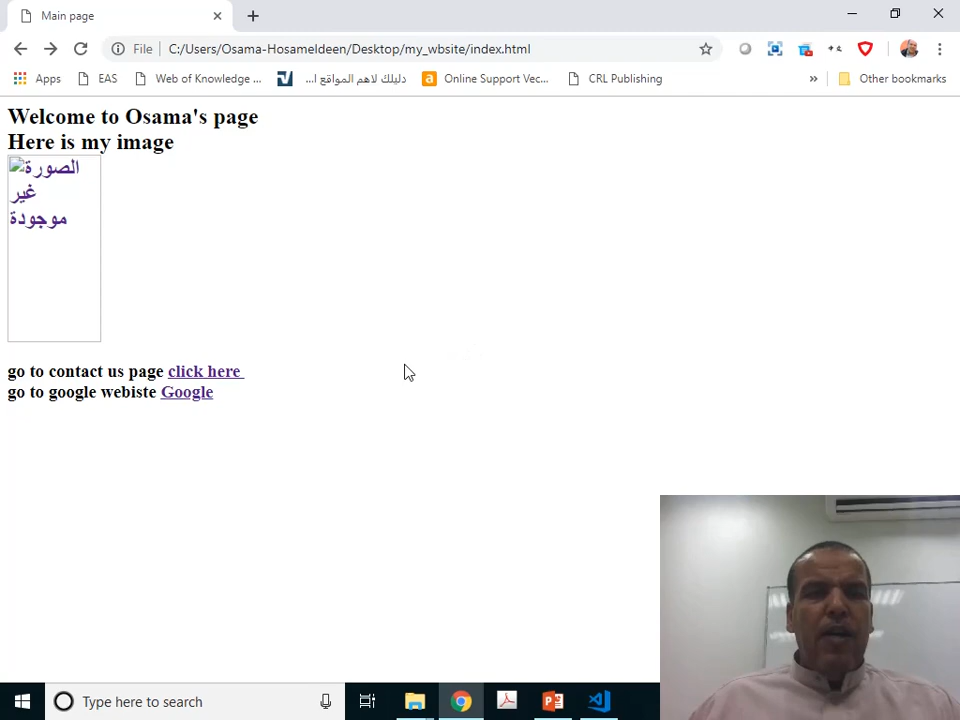 Main page
File
C:/Users/Osama-Hosameldeen/Desktop/my_wbsite/index.html
Apps
EAS
Web of Knowledge ...
دليلك لاهم المواقع ا...
Online Support Vec...
CRL Publishing
»
Other bookmarks
Welcome to Osama's page
Here is my image
الصورة
غير
موجودة
go to contact us page click here
go to google webiste Google
Type here to search